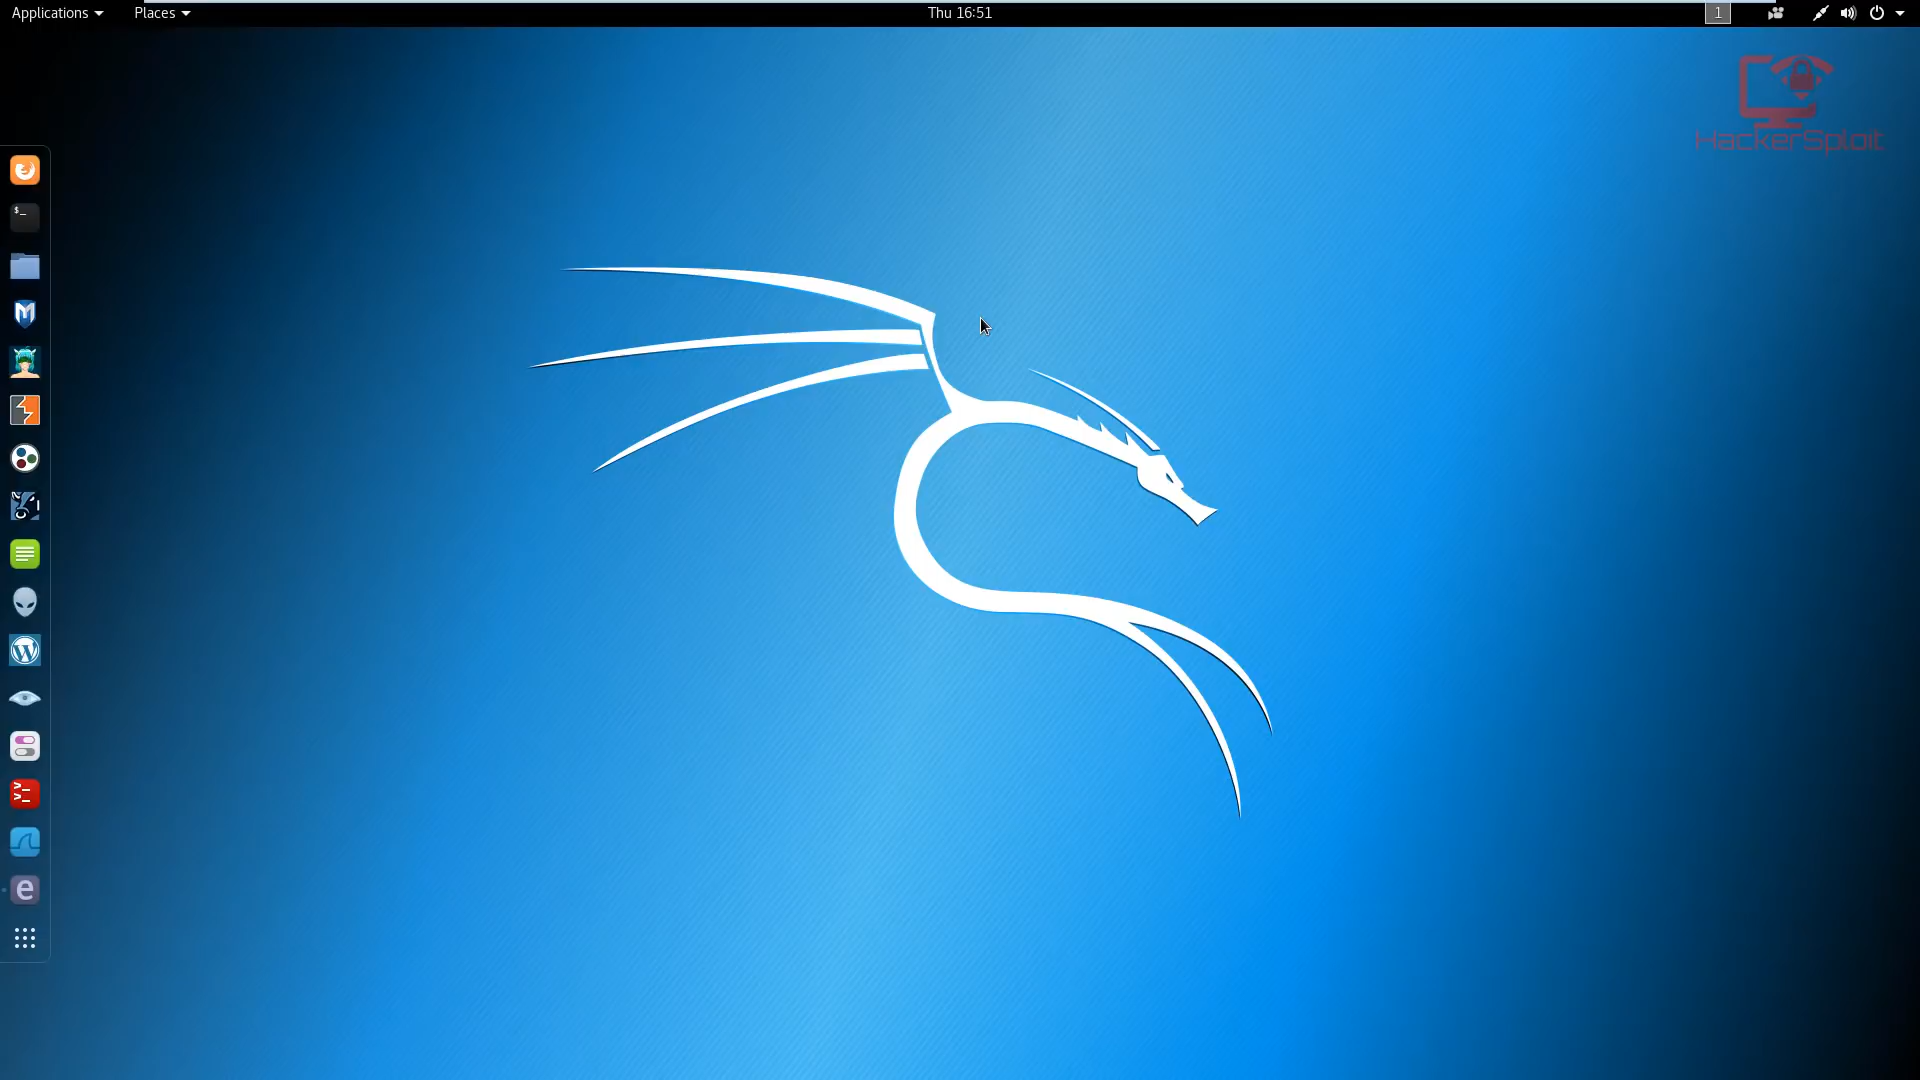 Applications Places Thu 16:51 1
HackerSploit
$_
M
W
>_
e